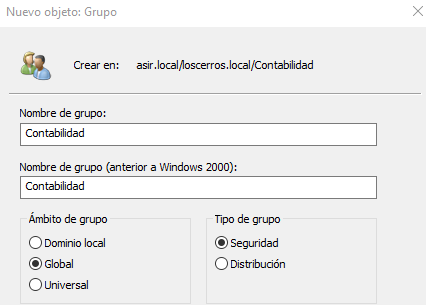 Nuevo objeto: Grupo
Crear en: asir.local/loscerros.local/Contabilidad
Nombre de grupo:
Contabilidad
Nombre de grupo (anterior a Windows 2000):
Contabilidad
Ámbito de grupo
Dominio local
Global
Universal
Tipo de grupo
Seguridad
Distribución